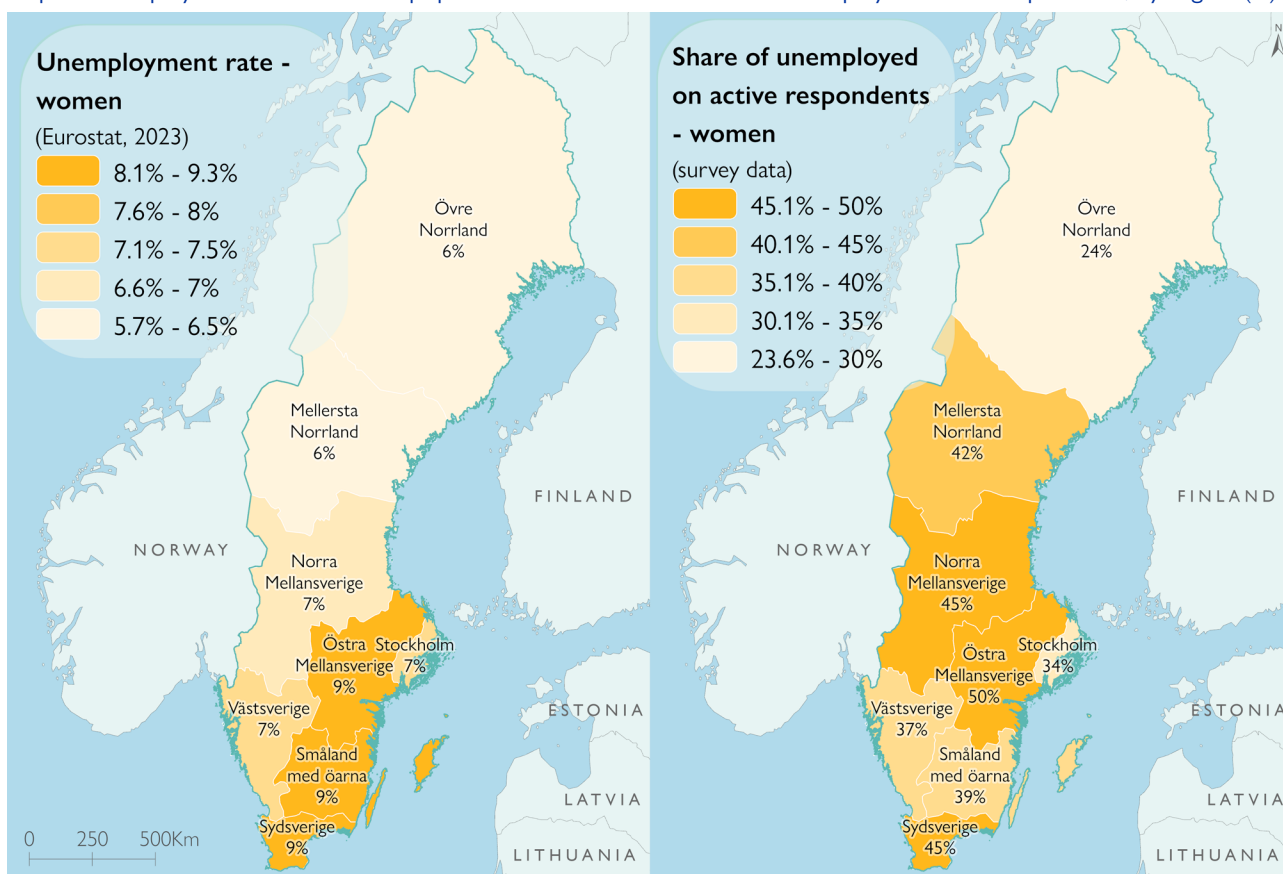 Unemployment rate -
women
(Eurostat, 2023)
8.1% - 9.3%
7.6% - 8%
7.1% - 7.5%
6.6% - 7%
5.7% - 6.5%
Övre
Norrland
6%
Mellersta
Norrland
6%
FINLAND
NORWAY
Norra
Mellansverige
7%
Östra
Mellansverige
9%
Stockholm
7%
Västsverige
7%
ESTONIA
Småland
med öarna
9%
LATVIA
Sydsverige
9%
0 250 500Km
LITHUANIA
Share of unemployed
on active respondents
- women
(survey data)
45.1% - 50%
40.1% - 45%
35.1% - 40%
30.1% - 35%
23.6% - 30%
N
Övre
Norrland
24%
Mellersta
Norrland
42%
FINLAND
NORWAY
Norra
Mellansverige
45%
Östra
Mellansverige
50%
Stockholm
34%
Västsverige
37%
ESTONIA
Småland
med öarna
39%
LATVIA
Sydsverige
45%
LITHUANIA